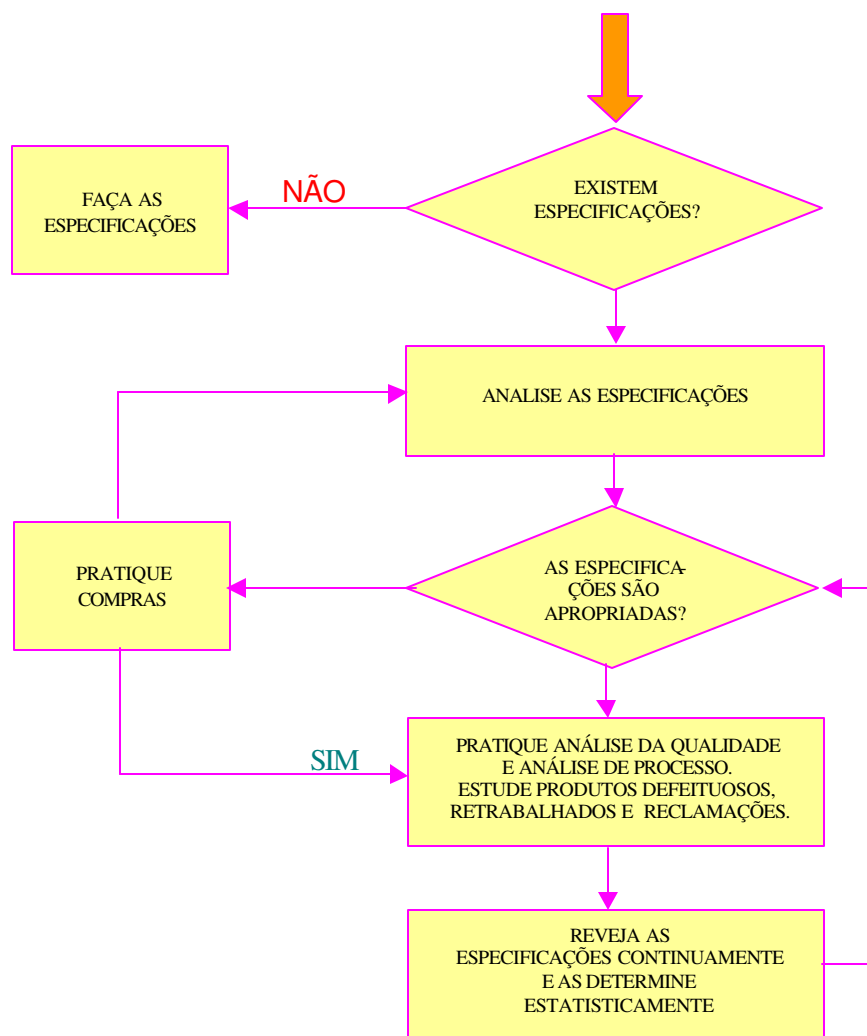 EXISTEM
ESPECIFICAÇÕES?
NÃO
FAÇA AS
ESPECIFICAÇÕES
ANALISE AS ESPECIFICAÇÕES
AS ESPECIFICA-
ÇÕES SÃO
APROPRIADAS?
PRATIQUE
COMPRAS
SIM
PRATIQUE ANÁLISE DA QUALIDADE
E ANÁLISE DE PROCESSO.
ESTUDE PRODUTOS DEFEITUOSOS,
RETRABALHADOS E RECLAMAÇÕES.
REVEJA AS
ESPECIFICAÇÕES CONTINUAMENTE
E AS DETERMINE
ESTATISTICAMENTE